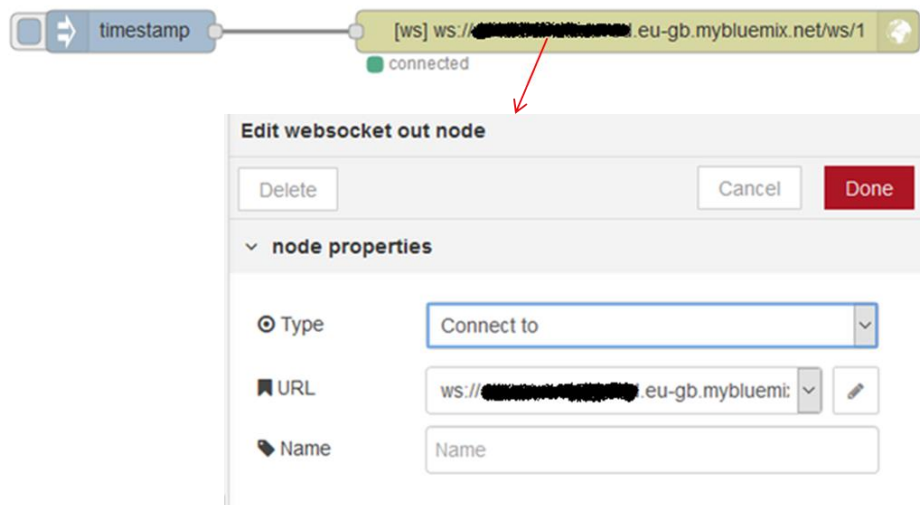 timestamp
[ws] ws://.eu-gb.mybluemix.net/ws/1
connected
Edit websocket out node
Delete
Cancel
Done
node properties
Type
Connect to
URL
ws://.eu-gb.mybluemi
Name
Name